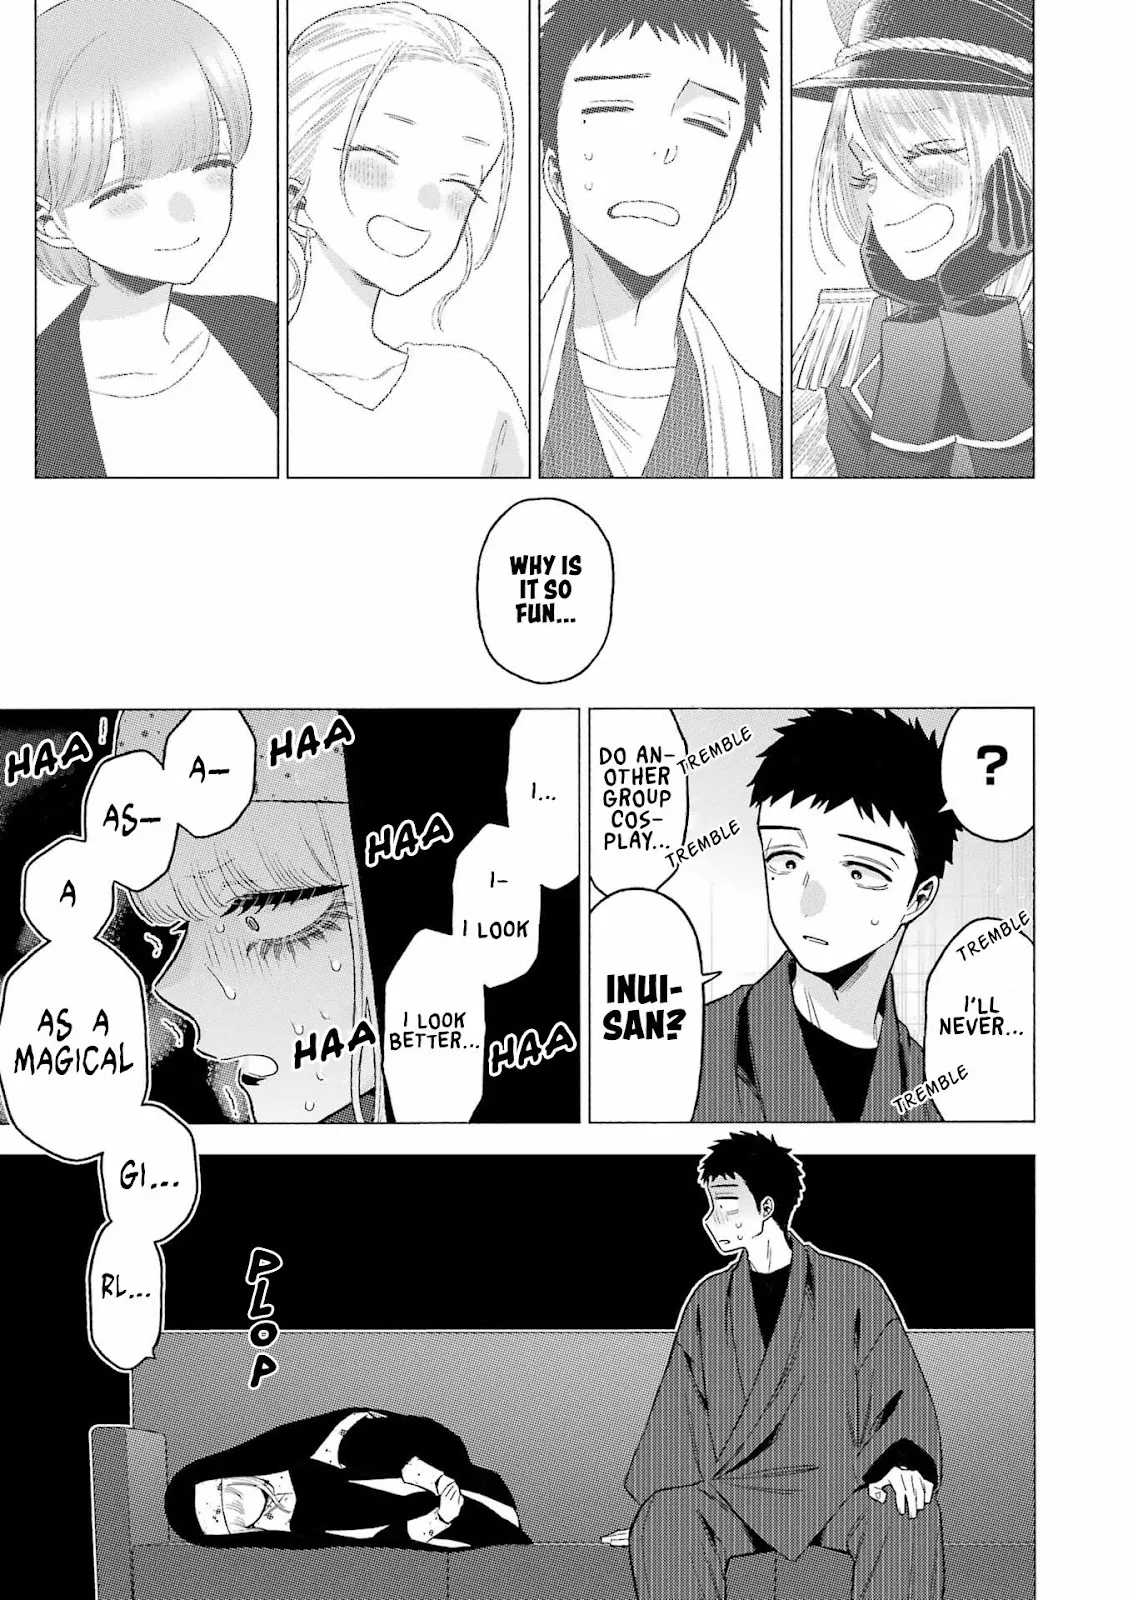 WHY IS
IT SO
FUN...
?
I'LL
NEVER...
DO AN-
OTHER
GROUP
COS-
PLAY...
INUI-
SAN?
TREMBLE
TREMBLE
TREMBLE
TREMBLE
I...
I-
I LOOK
I LOOK
BETTER...
HAA
HAA
HAA
HAA
HAA
A—
AS—
A
AS A
MAGICAL
GI...
RL...
PLOP